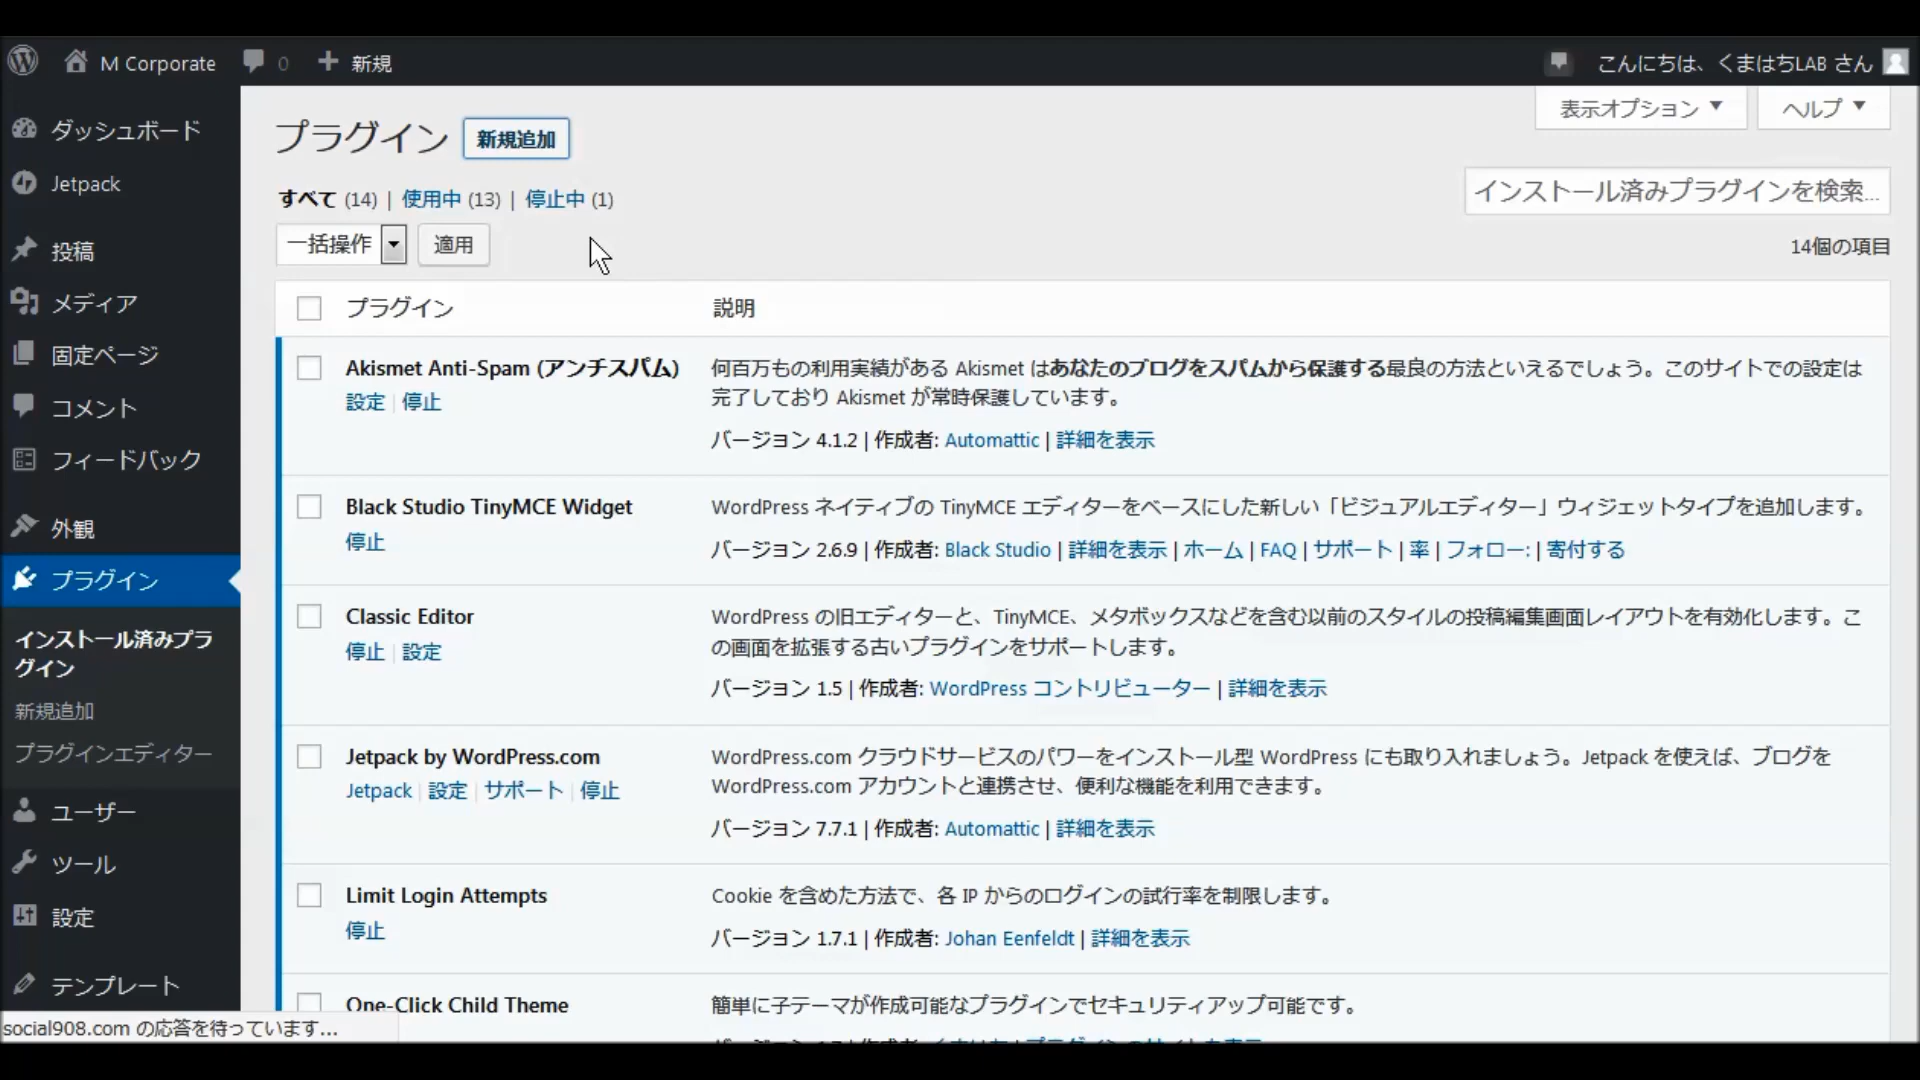 M Corporate 0 新規 こんにちは、くまはちLAB さん
表示オプション ヘルプ
ダッシュボード
Jetpack
投稿
メディア
固定ページ
コメント
フィードバック
外観
プラグイン
インストール済みプラ
グイン
新規追加
プラグインエディター
ユーザー
ツール
設定
テンプレート
social908.com の応答を待っています...
プラグイン 新規追加
すべて (14) | 使用中 (13) | 停止中 (1)
インストール済みプラグインを検索...
一括操作 適用
14個の項目
プラグイン 説明
Akismet Anti-Spam (アンチスパム)
設定 | 停止
何百万もの利用実績がある Akismet はあなたのブログをスパムから保護する最良の方法といえるでしょう。このサイトでの設定は
完了しており Akismet が常時保護しています。
バージョン 4.1.2 | 作成者: Automattic | 詳細を表示
Black Studio TinyMCE Widget
停止
WordPress ネイティブの TinyMCE エディターをベースにした新しい「ビジュアルエディター」ウィジェットタイプを追加します。
バージョン 2.6.9 | 作成者: Black Studio | 詳細を表示 | ホーム | FAQ | サポート | 率 | フォロー: | 寄付する
Classic Editor
停止 | 設定
WordPress の旧エディターと、TinyMCE、メタボックスなどを含む以前のスタイルの投稿編集画面レイアウトを有効化します。こ
の画面を拡張する古いプラグインをサポートします。
バージョン 1.5 | 作成者: WordPress コントリビューター | 詳細を表示
Jetpack by WordPress.com
Jetpack | 設定 | サポート | 停止
WordPress.com クラウドサービスのパワーをインストール型 WordPress にも取り入れましょう。Jetpack を使えば、ブログを
WordPress.com アカウントと連携させ、便利な機能を利用できます。
バージョン 7.7.1 | 作成者: Automattic | 詳細を表示
Limit Login Attempts
停止
Cookie を含めた方法で、各 IP からのログインの試行率を制限します。
バージョン 1.7.1 | 作成者: Johan Eenfeldt | 詳細を表示
One-Click Child Theme
簡単に子テーマが作成可能なプラグインでセキュリティアップ可能です。